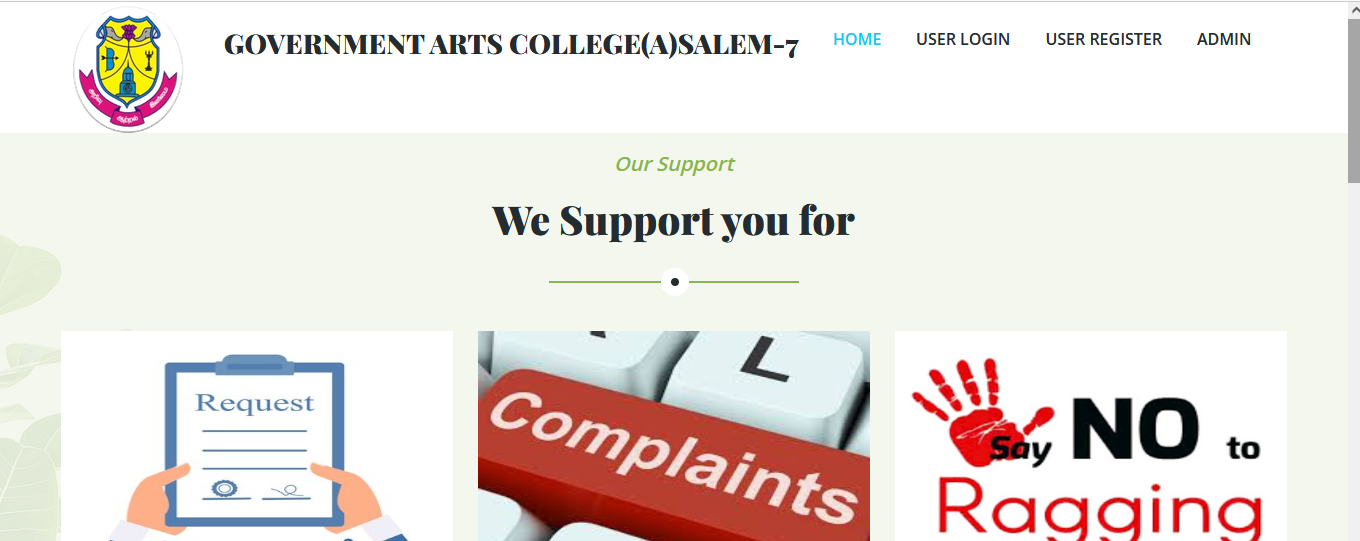 GOVERNMENT ARTS COLLEGE(A)SALEM-7
HOME USER LOGIN USER REGISTER ADMIN
Our Support
We Support you for
Request
L
Complaints
Say NO to
Ragging